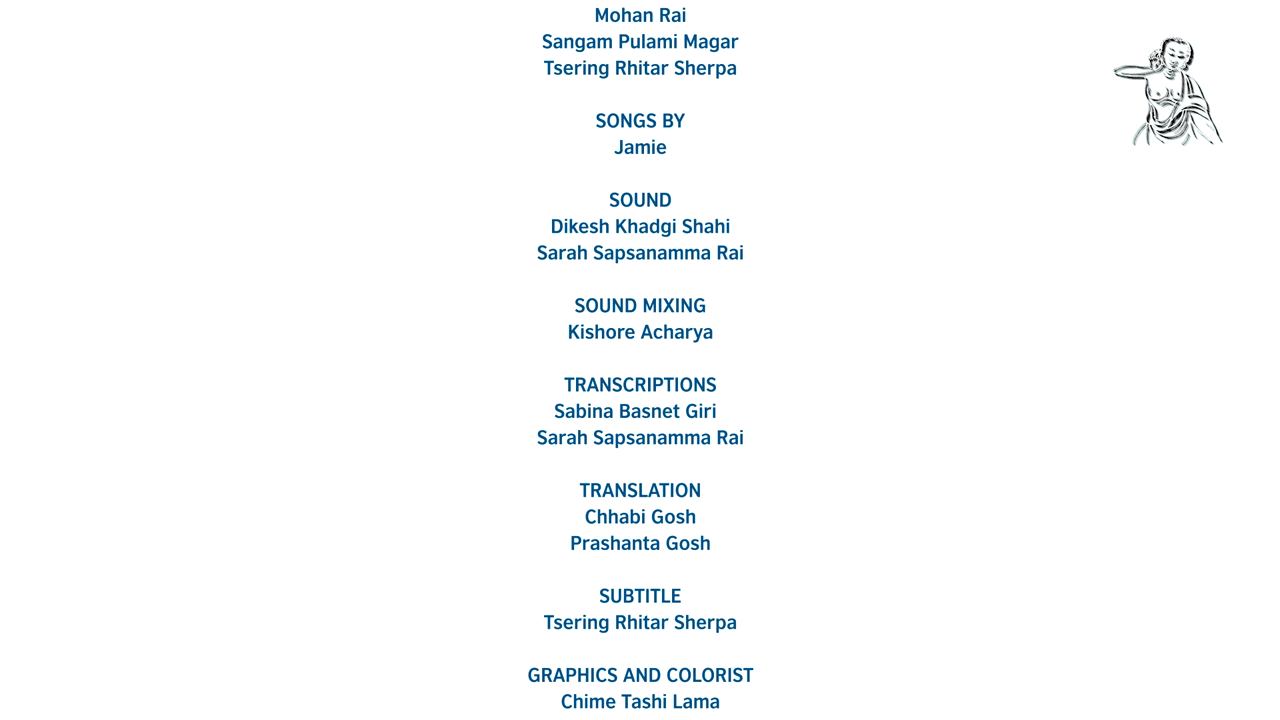 Mohan Rai
Sangam Pulami Magar
Tsering Rhitar Sherpa
SONGS BY
Jamie
SOUND
Dikesh Khadgi Shahi
Sarah Sapsanamma Rai
SOUND MIXING
Kishore Acharya
TRANSCRIPTIONS
Sabina Basnet Giri
Sarah Sapsanamma Rai
TRANSLATION
Chhabi Gosh
Prashanta Gosh
SUBTITLE
Tsering Rhitar Sherpa
GRAPHICS AND COLORIST
Chime Tashi Lama